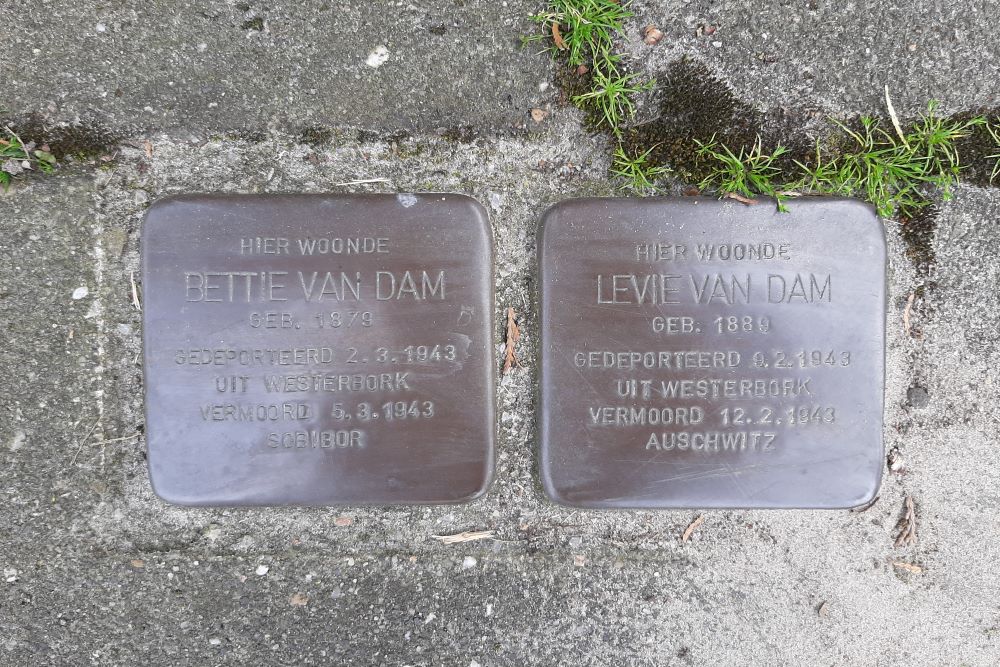 HIER WOONDE
BETTIE VAN DAM
GEB. 1879
GEDEPORTEERD 2.3.1943
UIT WESTERBORK
VERMOORD 5.3.1943
SOBIBOR
HIER WOONDE
LEVIE VAN DAM
GEB. 1889
GEDEPORTEERD 9.2.1943
UIT WESTERBORK
VERMOORD 12.2.1943
AUSCHWITZ